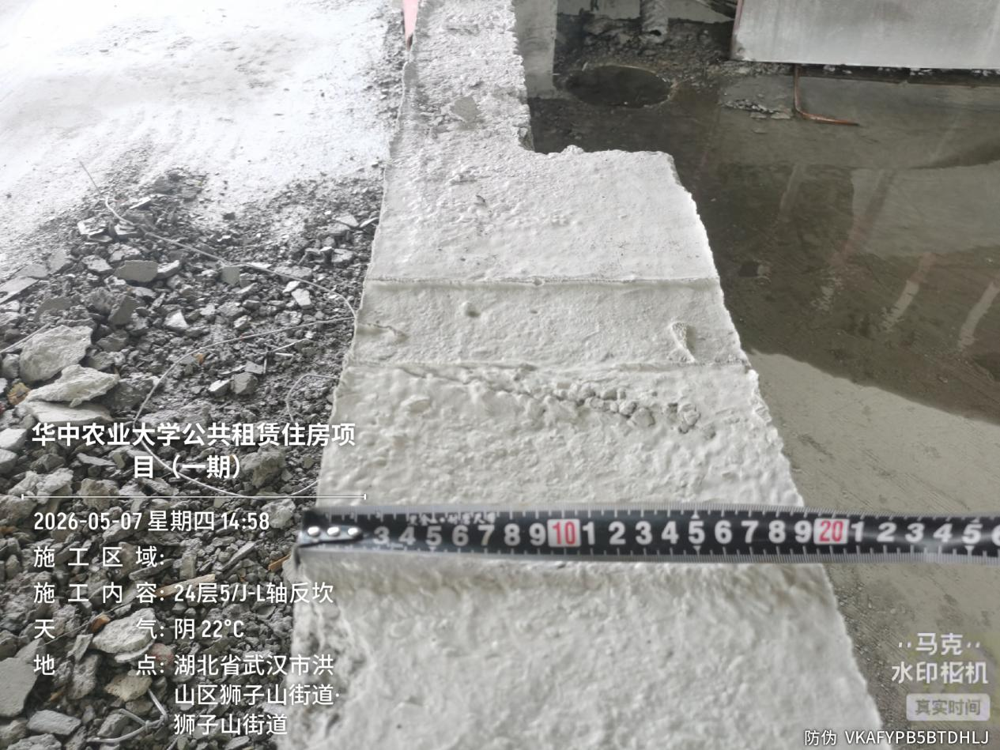 华中农业大学公共租赁住房项
目（一期）
2026-05-07 星期四 14:58
施工区域:
施工内容: 24层5/J-L轴反坎
天气: 阴 22°C
地点: 湖北省武汉市洪
山区狮子山街道·
狮子山街道
3 4 5 6 7 8 9 10 1 2 3 4 5 6 7 8 9 20 1 2 3 4 5 6
马克
水印相机
真实时间
防伪 VKAFYPB5BTDHLJ